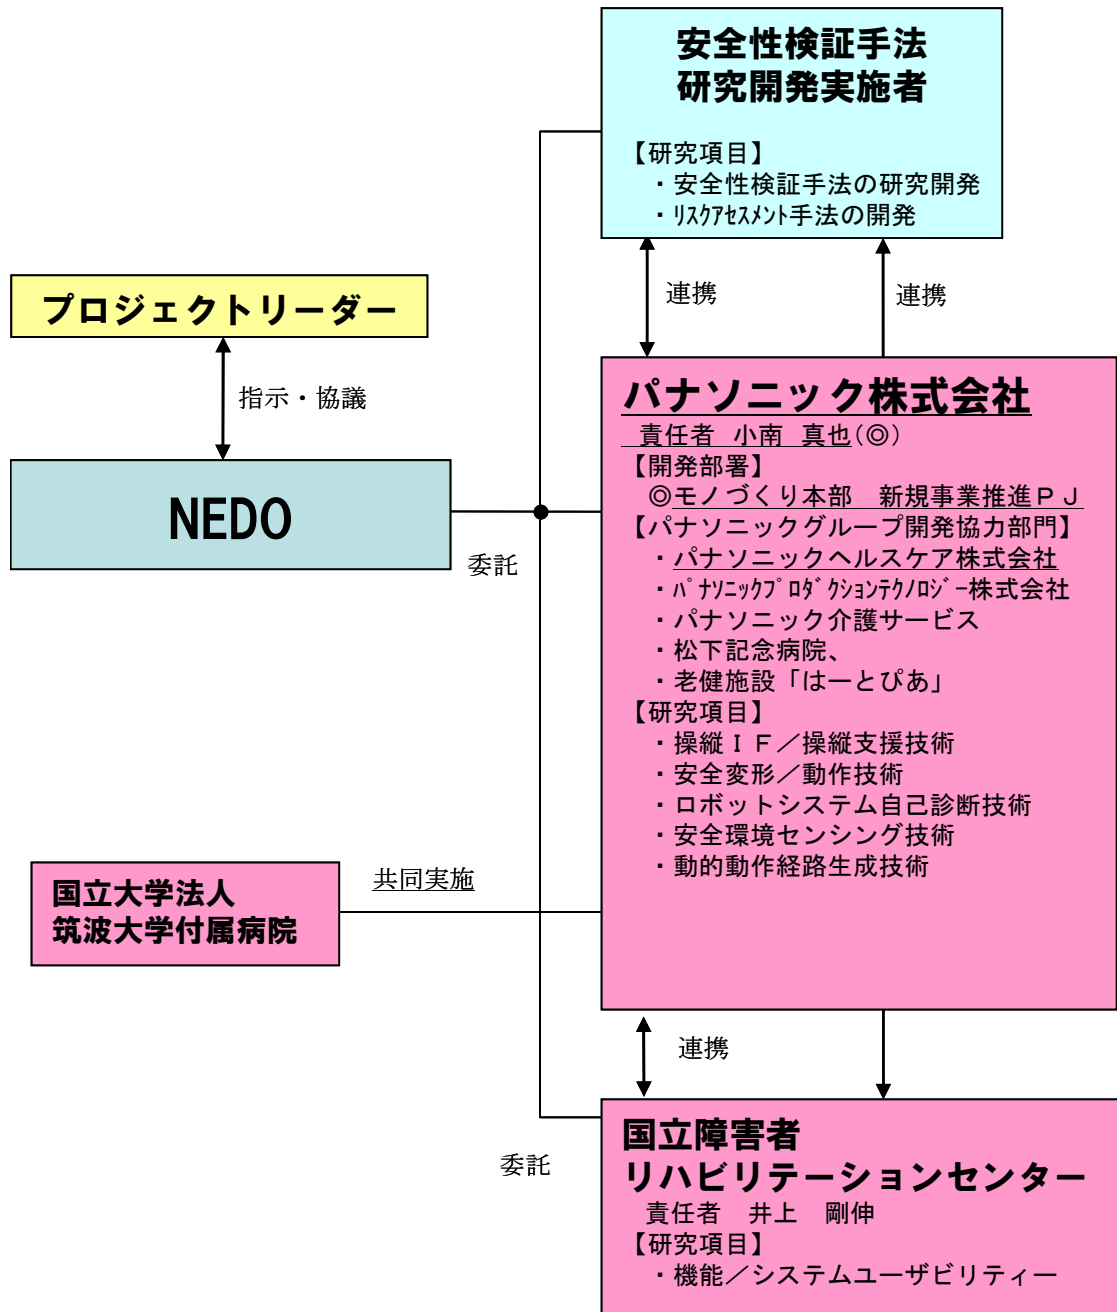 安全性検証手法
研究開発実施者
【研究項目】
・安全性検証手法の研究開発
・ﾘｽｸｱｾｽﾒﾝﾄ手法の開発
連携
連携
プロジェクトリーダー
指示・協議
NEDO
委託
パナソニック株式会社
責任者 小南 真也(◎)
【開発部署】
◎モノづくり本部 新規事業推進ＰＪ
【パナソニックグループ開発協力部門】
・パナソニックヘルスケア株式会社
・ﾊﾟﾅｿﾆｯｸﾌﾟﾛﾀﾞｸｼｮﾝﾃｸﾉﾛｼﾞｰ株式会社
・パナソニック介護サービス
・松下記念病院、
・老健施設「はーとぴあ」
【研究項目】
・操縦ＩＦ／操縦支援技術
・安全変形／動作技術
・ロボットシステム自己診断技術
・安全環境センシング技術
・動的動作経路生成技術
国立大学法人
筑波大学付属病院
共同実施
連携
委託
国立障害者
リハビリテーションセンター
責任者 井上 剛伸
【研究項目】
・機能／システムユーザビリティー